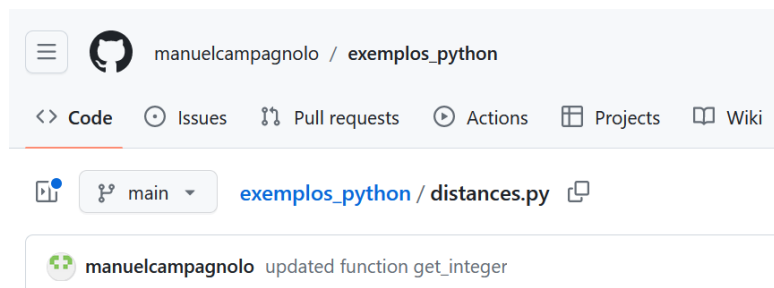 manuelcampagnolo / exemplos_python
Code Issues Pull requests Actions Projects Wiki
main exemplos_python / distances.py
manuelcampagnolo updated function get_integer